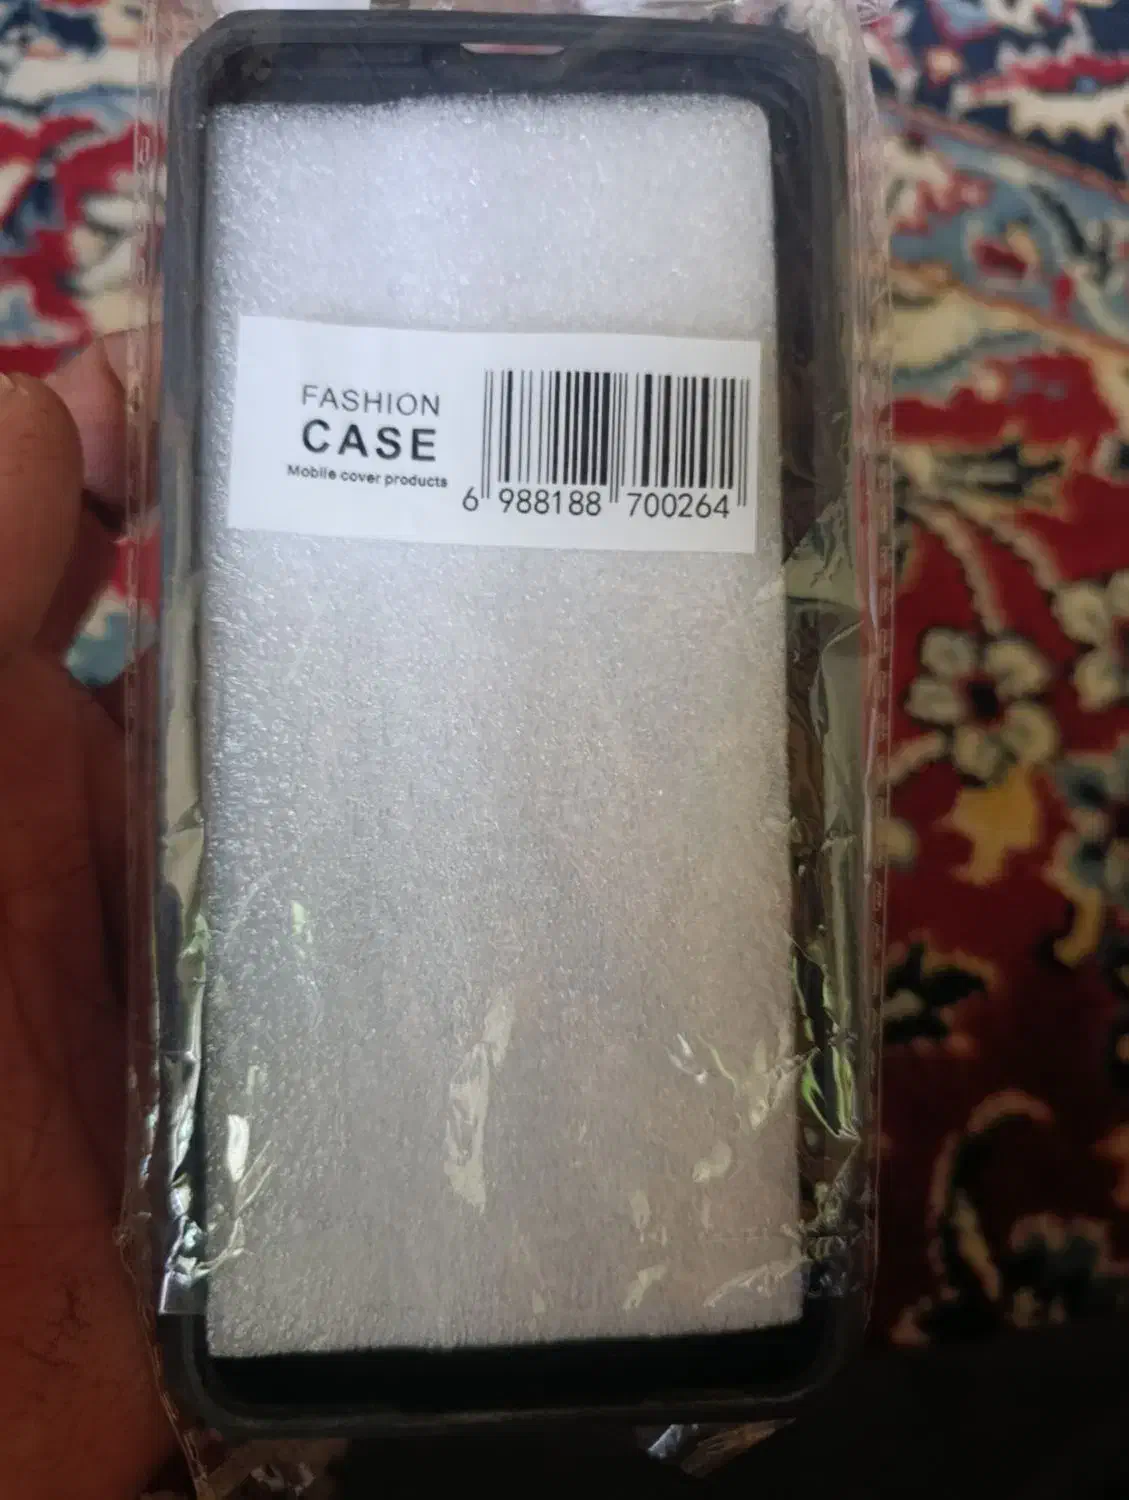 FASHION
CASE
Mobile cover products
6 988188 700264